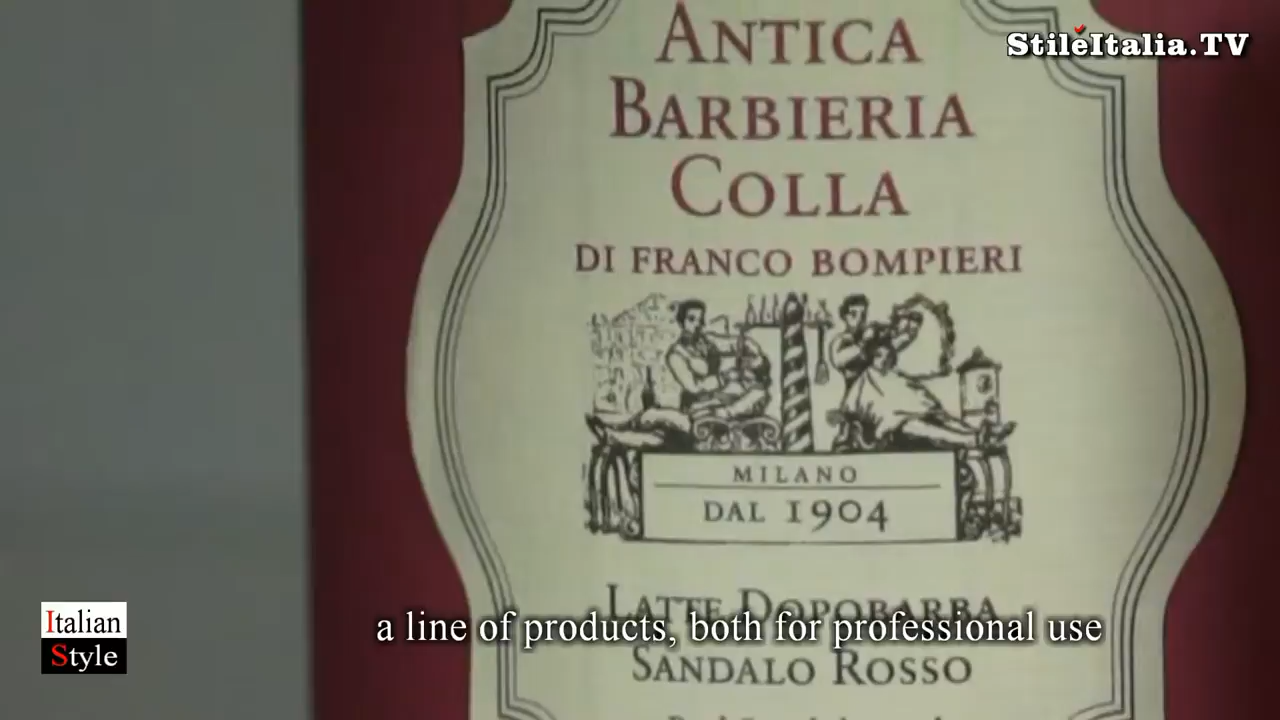 StileItalia.TV
ANTICA
BARBIERIA
COLLA
DI FRANCO BOMPIERI
MILANO
DAL 1904
LATTE DOPOBARBA
a line of products, both for professional use
SANDALO ROSSO
Italian
Style